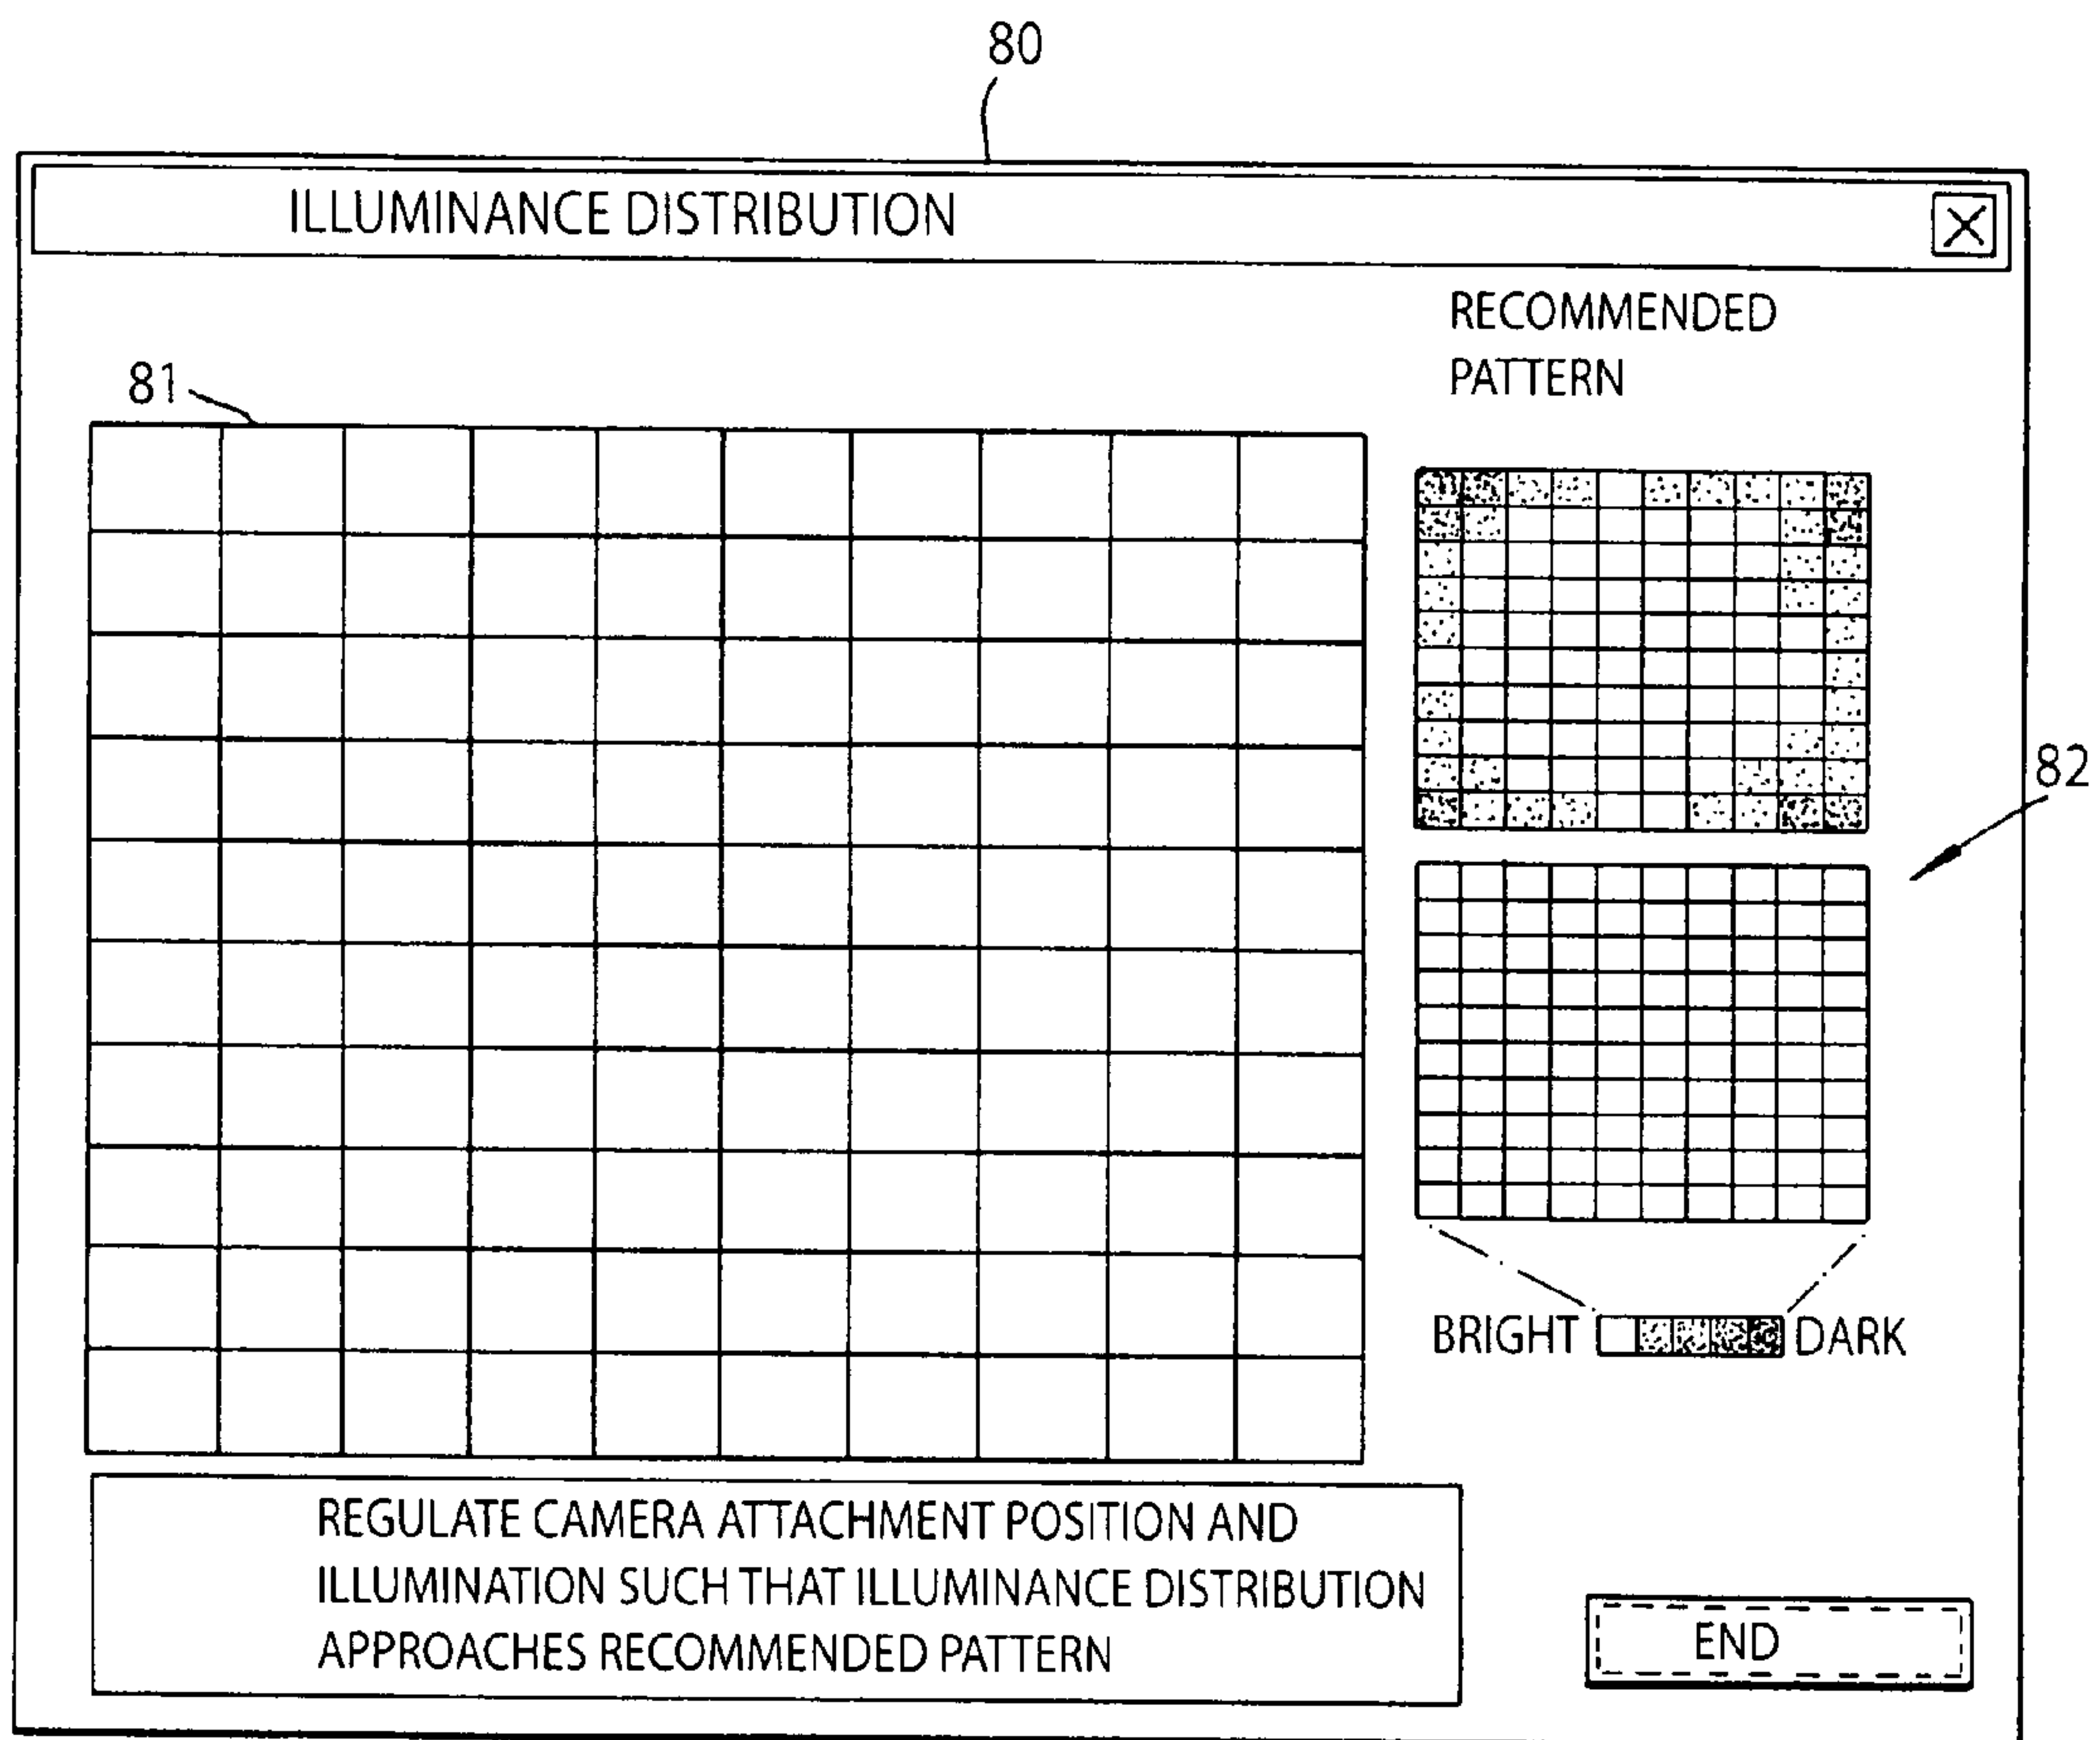 80
ILLUMINANCE DISTRIBUTION
RECOMMENDED
PATTERN
81
82
BRIGHT
DARK
REGULATE CAMERA ATTACHMENT POSITION AND
ILLUMINATION SUCH THAT ILLUMINANCE DISTRIBUTION
APPROACHES RECOMMENDED PATTERN
END